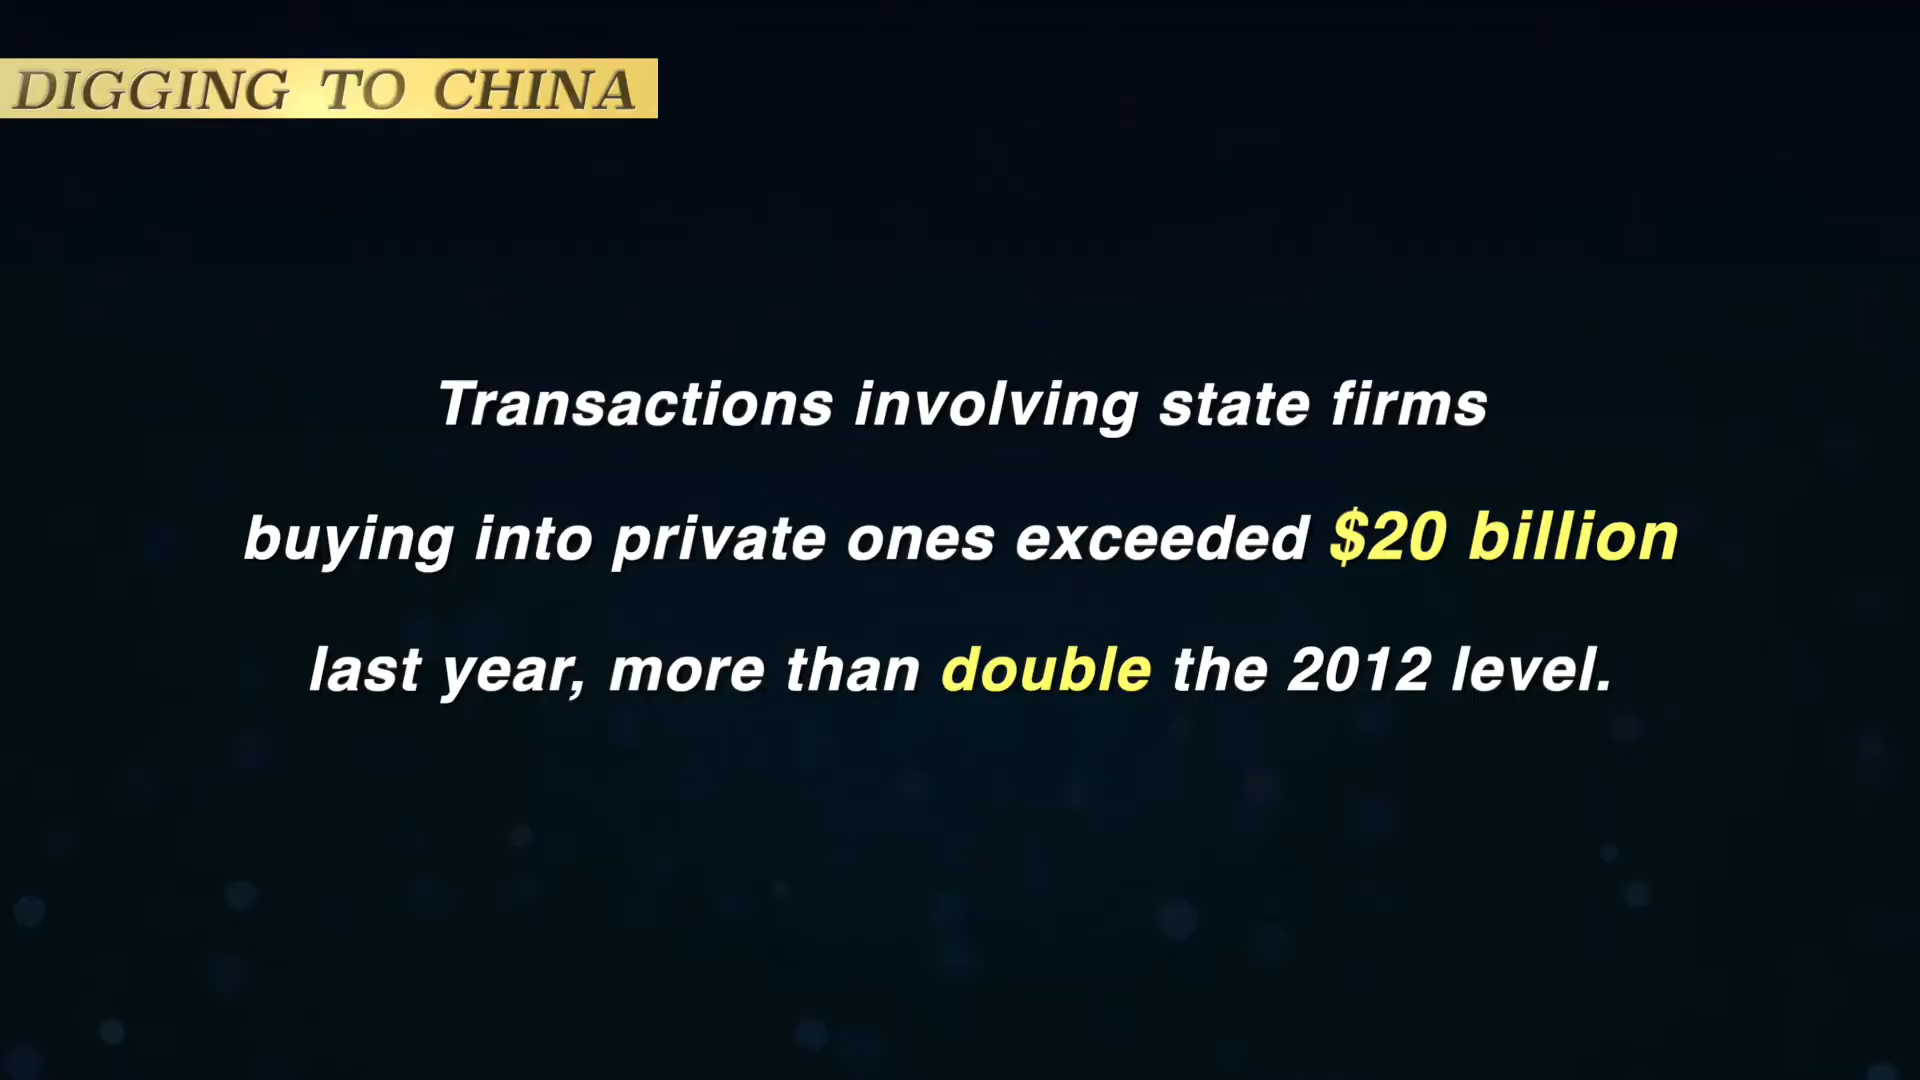 DIGGING TO CHINA
Transactions involving state firms
buying into private ones exceeded $20 billion
last year, more than double the 2012 level.